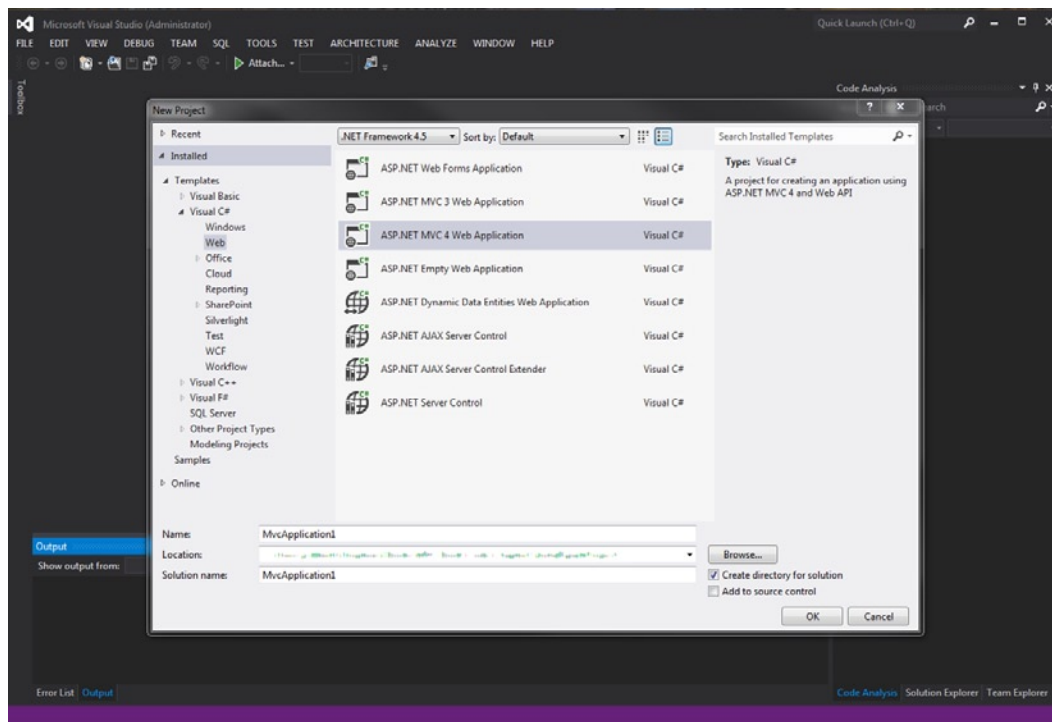 Microsoft Visual Studio (Administrator)
Quick Launch (Ctrl+Q)
FILE EDIT VIEW DEBUG TEAM SQL TOOLS TEST ARCHITECTURE ANALYZE WINDOW HELP
Attach...
Toolbox
Code Analysis
New Project
arch
Recent
.NET Framework 4.5
Sort by: Default
Search Installed Templates
Installed
Templates
Visual Basic
Visual C#
Windows
Web
Office
Cloud
Reporting
SharePoint
Silverlight
Test
WCF
Workflow
Visual C++
Visual F#
SQL Server
Other Project Types
Modeling Projects
Samples
Online
ASP.NET Web Forms Application Visual C#
ASP.NET MVC 3 Web Application Visual C#
ASP.NET MVC 4 Web Application Visual C#
ASP.NET Empty Web Application Visual C#
ASP.NET Dynamic Data Entities Web Application Visual C#
ASP.NET AJAX Server Control Visual C#
ASP.NET AJAX Server Control Extender Visual C#
ASP.NET Server Control Visual C#
Type: Visual C#
A project for creating an application using
ASP.NET MVC 4 and Web API
Name: MvcApplication1
Location:
Browse...
Solution name: MvcApplication1
Create directory for solution
Add to source control
OK Cancel
Output
Show output from:
Error List Output
Code Analysis Solution Explorer Team Explorer